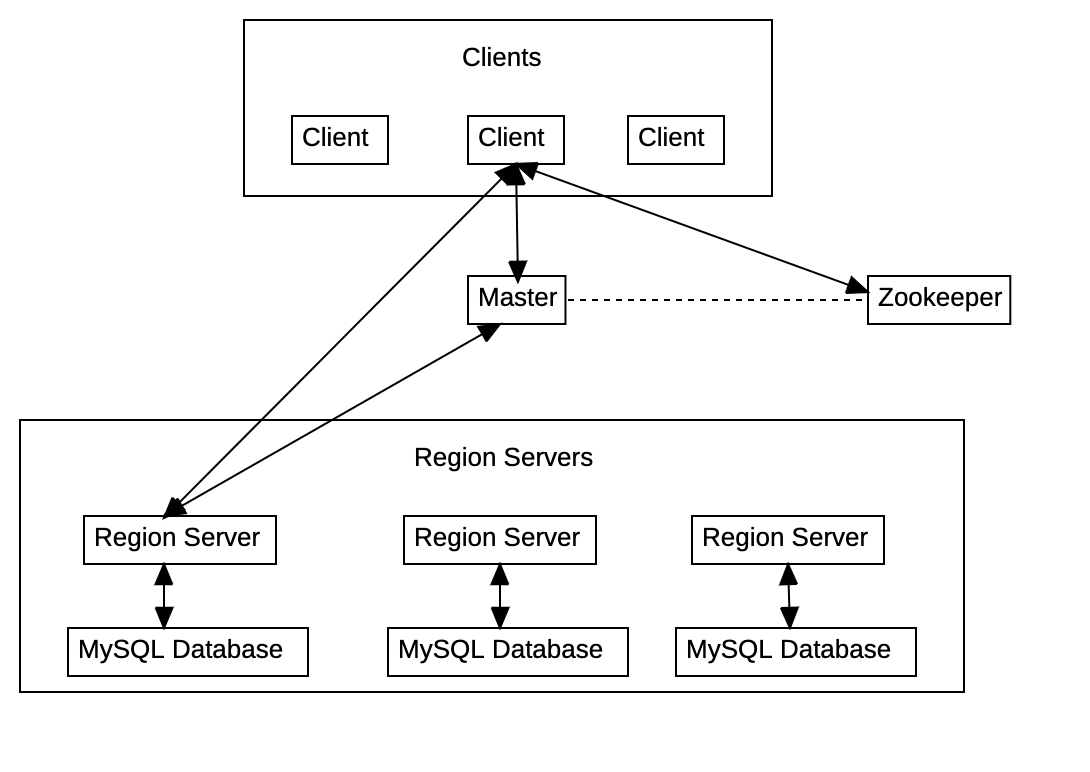 Clients
Client
Client
Client
Master
Zookeeper
Region Servers
Region Server
Region Server
Region Server
MySQL Database
MySQL Database
MySQL Database